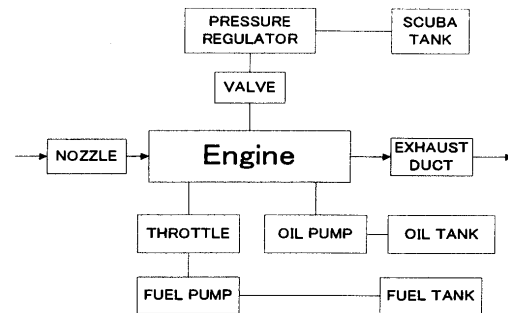 PRESSURE
REGULATOR
SCUBA
TANK
VALVE
NOZZLE
Engine
EXHAUST
DUCT
THROTTLE
OIL PUMP
OIL TANK
FUEL PUMP
FUEL TANK